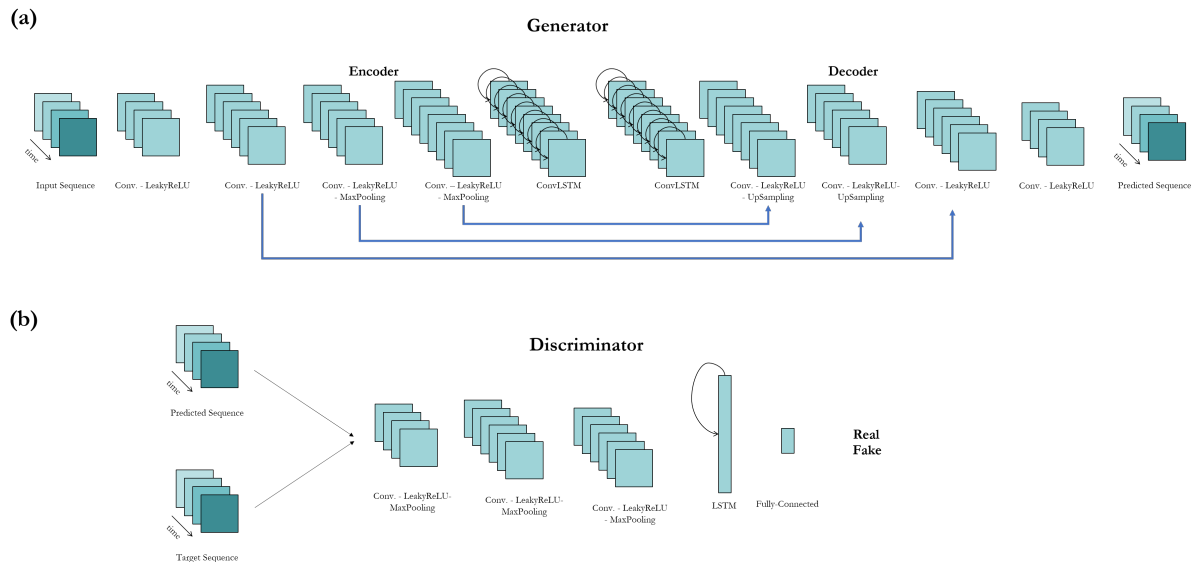 (a)
Generator
Encoder
Decoder
time
Input Sequence
Conv. - LeakyReLU
Conv. - LeakyReLU
Conv. - LeakyReLU
- MaxPooling
Conv. – LeakyReLU
- MaxPooling
ConvLSTM
ConvLSTM
Conv. - LeakyReLU
- UpSampling
Conv. - LeakyReLU-
UpSampling
Conv. - LeakyReLU
Conv. - LeakyReLU
time
Predicted Sequence
(b)
Discriminator
time
Predicted Sequence
time
Target Sequence
Conv. - LeakyReLU-
MaxPooling
Conv. - LeakyReLU-
MaxPooling
Conv. - LeakyReLU
- MaxPooling
LSTM
Fully-Connected
Real
Fake